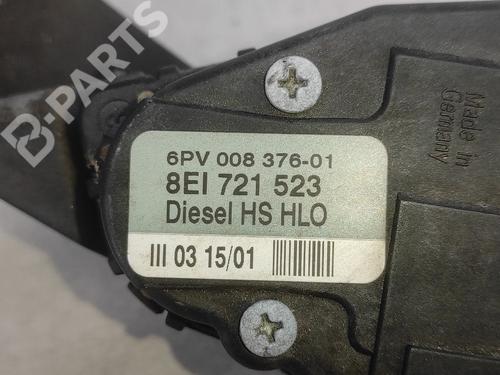 B-PARTS
Made in
Germany
6PV 008 376-01
8EI 721 523
Diesel HS HLO
III 03 15/01